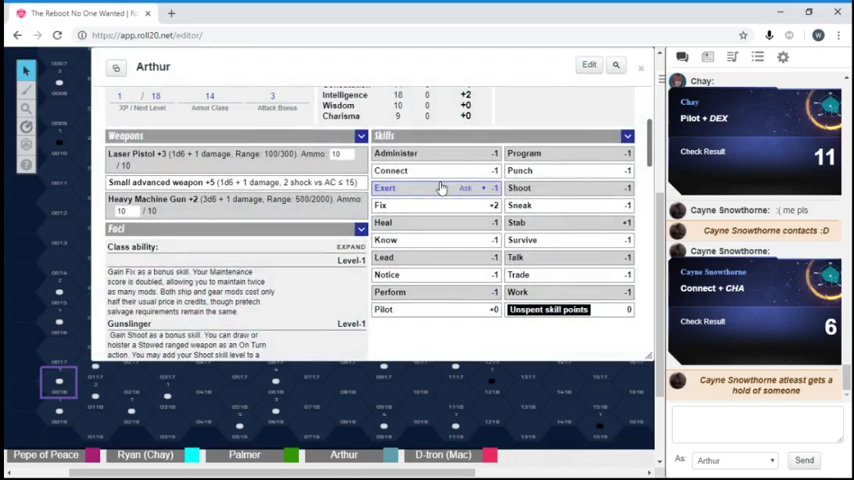 The Reboot No One Wanted | Ro
https://app.roll20.net/editor/
Arthur
Edit
Intelligence 18 0 +2
Wisdom 10 0 +0
Charisma 9 0 +0
1 / 18
XP / Next Level
14
Armor Class
3
Attack Bonus
Weapons
Laser Pistol +3 (1d6 + 1 damage, Range: 100/300). Ammo: 10
/ 10
Small advanced weapon +5 (1d6 + 1 damage, 2 shock vs AC ≤ 15)
Heavy Machine Gun +2 (Range: 500/2000). Ammo:
10 / 10
Foci
Class ability: EXPAND
Level-1
Gain Fix as a bonus skill. Your Maintenance
score is doubled, allowing you to maintain twice
as many mods. Both ship and gear mods cost only
half their usual price in credits, though pretech
salvage requirements remain the same.
Gunslinger Level-1
Gain Shoot as a bonus skill. You can draw or
holster a Stowed ranged weapon as an On Turn
action. You may add your Shoot skill level to a
Skills
Administer -1 Program -1
Connect -1 Punch -1
Exert Ask -1 Shoot -1
Fix +2 Sneak -1
Heal -1 Stab +1
Know -1 Survive -1
Lead -1 Talk -1
Notice -1 Trade -1
Perform -1 Work -1
Pilot +0 Unspent skill points 0
Pepe of Peace
Ryan (Chay)
Palmer
Arthur
D-tron (Mac)
Chay:
Chay
Pilot + DEX
Check Result
11
Cayne Snowthorne: :( me pls
Cayne Snowthorne contacts :D
Cayne Snowthorne:
Cayne Snowthorne
Connect + CHA
Check Result
6
Cayne Snowthorne atleast gets a
hold of someone
As: Arthur
Send